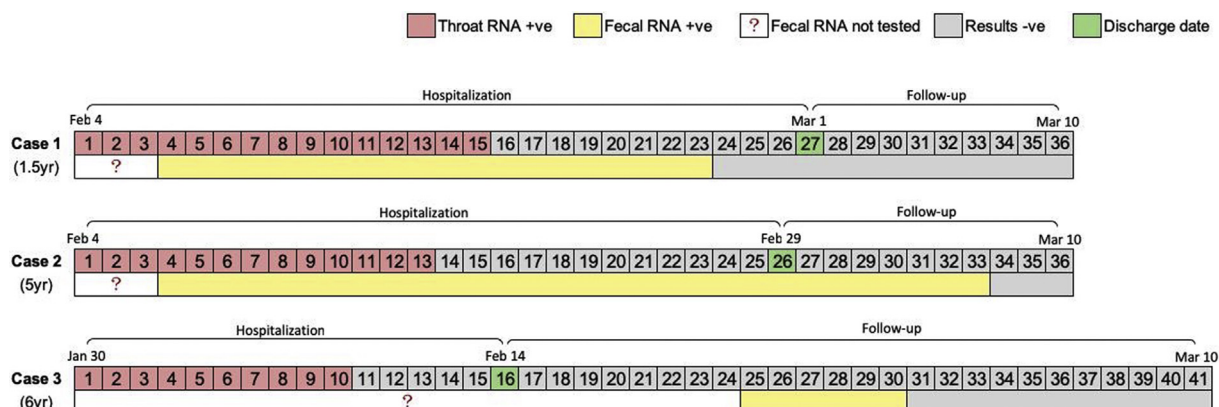 Throat RNA +ve Fecal RNA +ve ? Fecal RNA not tested Results -ve Discharge date
Hospitalization Follow-up
Feb 4 Mar 1 Mar 10
Case 1 1 2 3 4 5 6 7 8 9 10 11 12 13 14 15 16 17 18 19 20 21 22 23 24 25 26 27 28 29 30 31 32 33 34 35 36
(1.5yr) ?
Hospitalization Follow-up
Feb 4 Feb 29 Mar 10
Case 2 1 2 3 4 5 6 7 8 9 10 11 12 13 14 15 16 17 18 19 20 21 22 23 24 25 26 27 28 29 30 31 32 33 34 35 36
(5yr) ?
Hospitalization Follow-up
Jan 30 Feb 14 Mar 10
Case 3 1 2 3 4 5 6 7 8 9 10 11 12 13 14 15 16 17 18 19 20 21 22 23 24 25 26 27 28 29 30 31 32 33 34 35 36 37 38 39 40 41
(6yr) ?